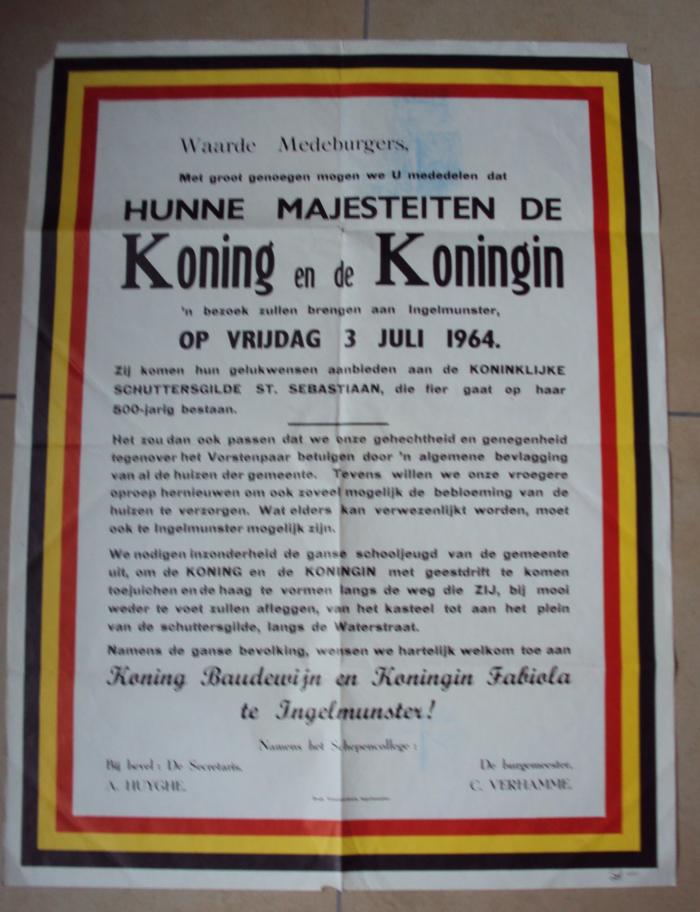 Waarde Medeburgers,
Met groot genoegen mogen we U mededelen dat
HUNNE MAJESTEITEN DE
Koning en de Koningin
'n bezoek zullen brengen aan Ingelmunster,
OP VRIJDAG 3 JULI 1964.
Zij komen hun gelukwensen aanbieden aan de KONINKLIJKE
SCHUTTERSGILDE ST. SEBASTIAAN, die fier gaat op haar
500-jarig bestaan.
Het zou dan ook passen dat we onze gehechtheid en genegenheid
tegenover het Vorstenpaar betuigen door 'n algemene bevlagging
van al de huizen der gemeente. Tevens willen we onze vroegere
oproep hernieuwen om ook zoveel mogelijk de bebloeming van de
huizen te verzorgen. Wat elders kan verwezenlijkt worden, moet
ook te Ingelmunster mogelijk zijn.
We nodigen inzonderheid de ganse schooljeugd van de gemeente
uit, om de KONING en de KONINGIN met geestdrift te komen
toejuichen en de haag te vormen langs de weg die ZIJ, bij mooi
weder te voet zullen afleggen, van het kasteel tot aan het plein
van de schuttersgilde, langs de Waterstraat.
Namens de ganse bevolking, wensen we hartelijk welkom toe aan
Koning Baudewijn en Koningin Fabiola
te Ingelmunster!
Namens het Schepencollege :
Bij bevel : De Secretaris,
A. HUYGHE.
De burgemeester,
C. VERHAMME.